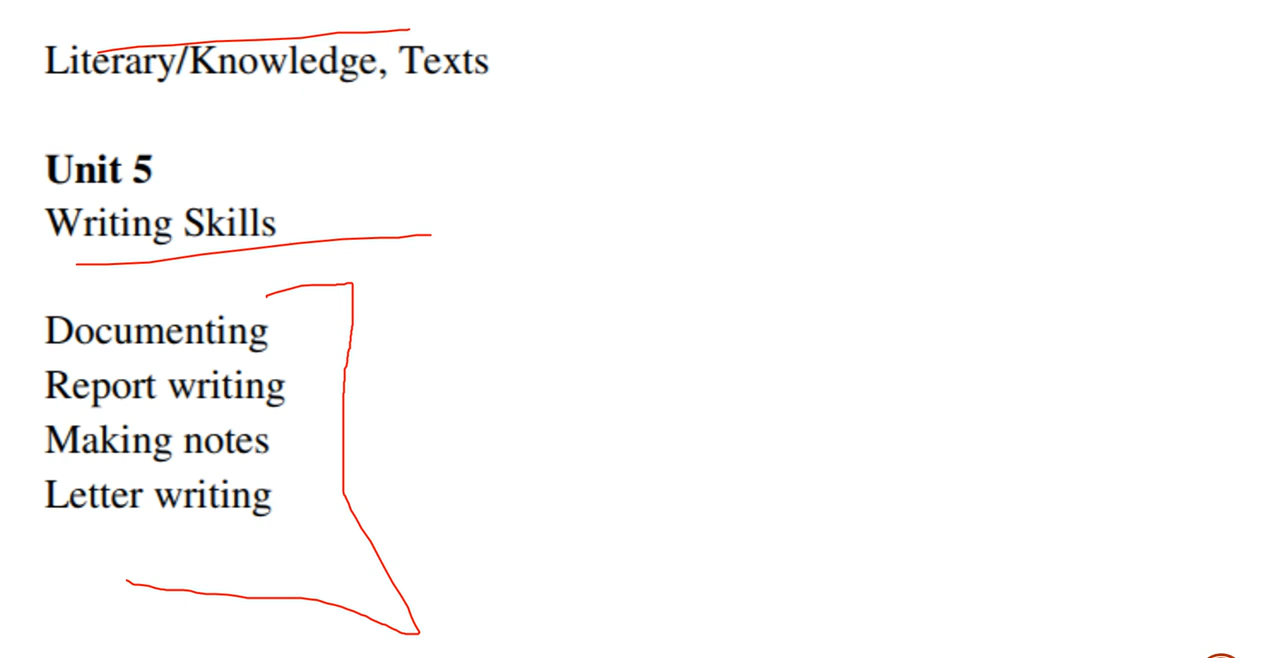 Literary/Knowledge, Texts
Unit 5
Writing Skills
Documenting
Report writing
Making notes
Letter writing